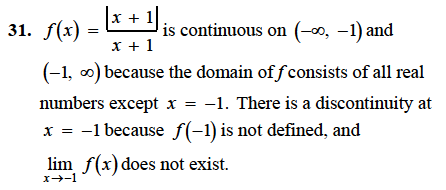 31. f(x) = |x + 1| / (x + 1) is continuous on (−∞, −1) and
(−1, ∞) because the domain of f consists of all real
numbers except x = −1. There is a discontinuity at
x = −1 because f(−1) is not defined, and
lim x→−1 f(x) does not exist.